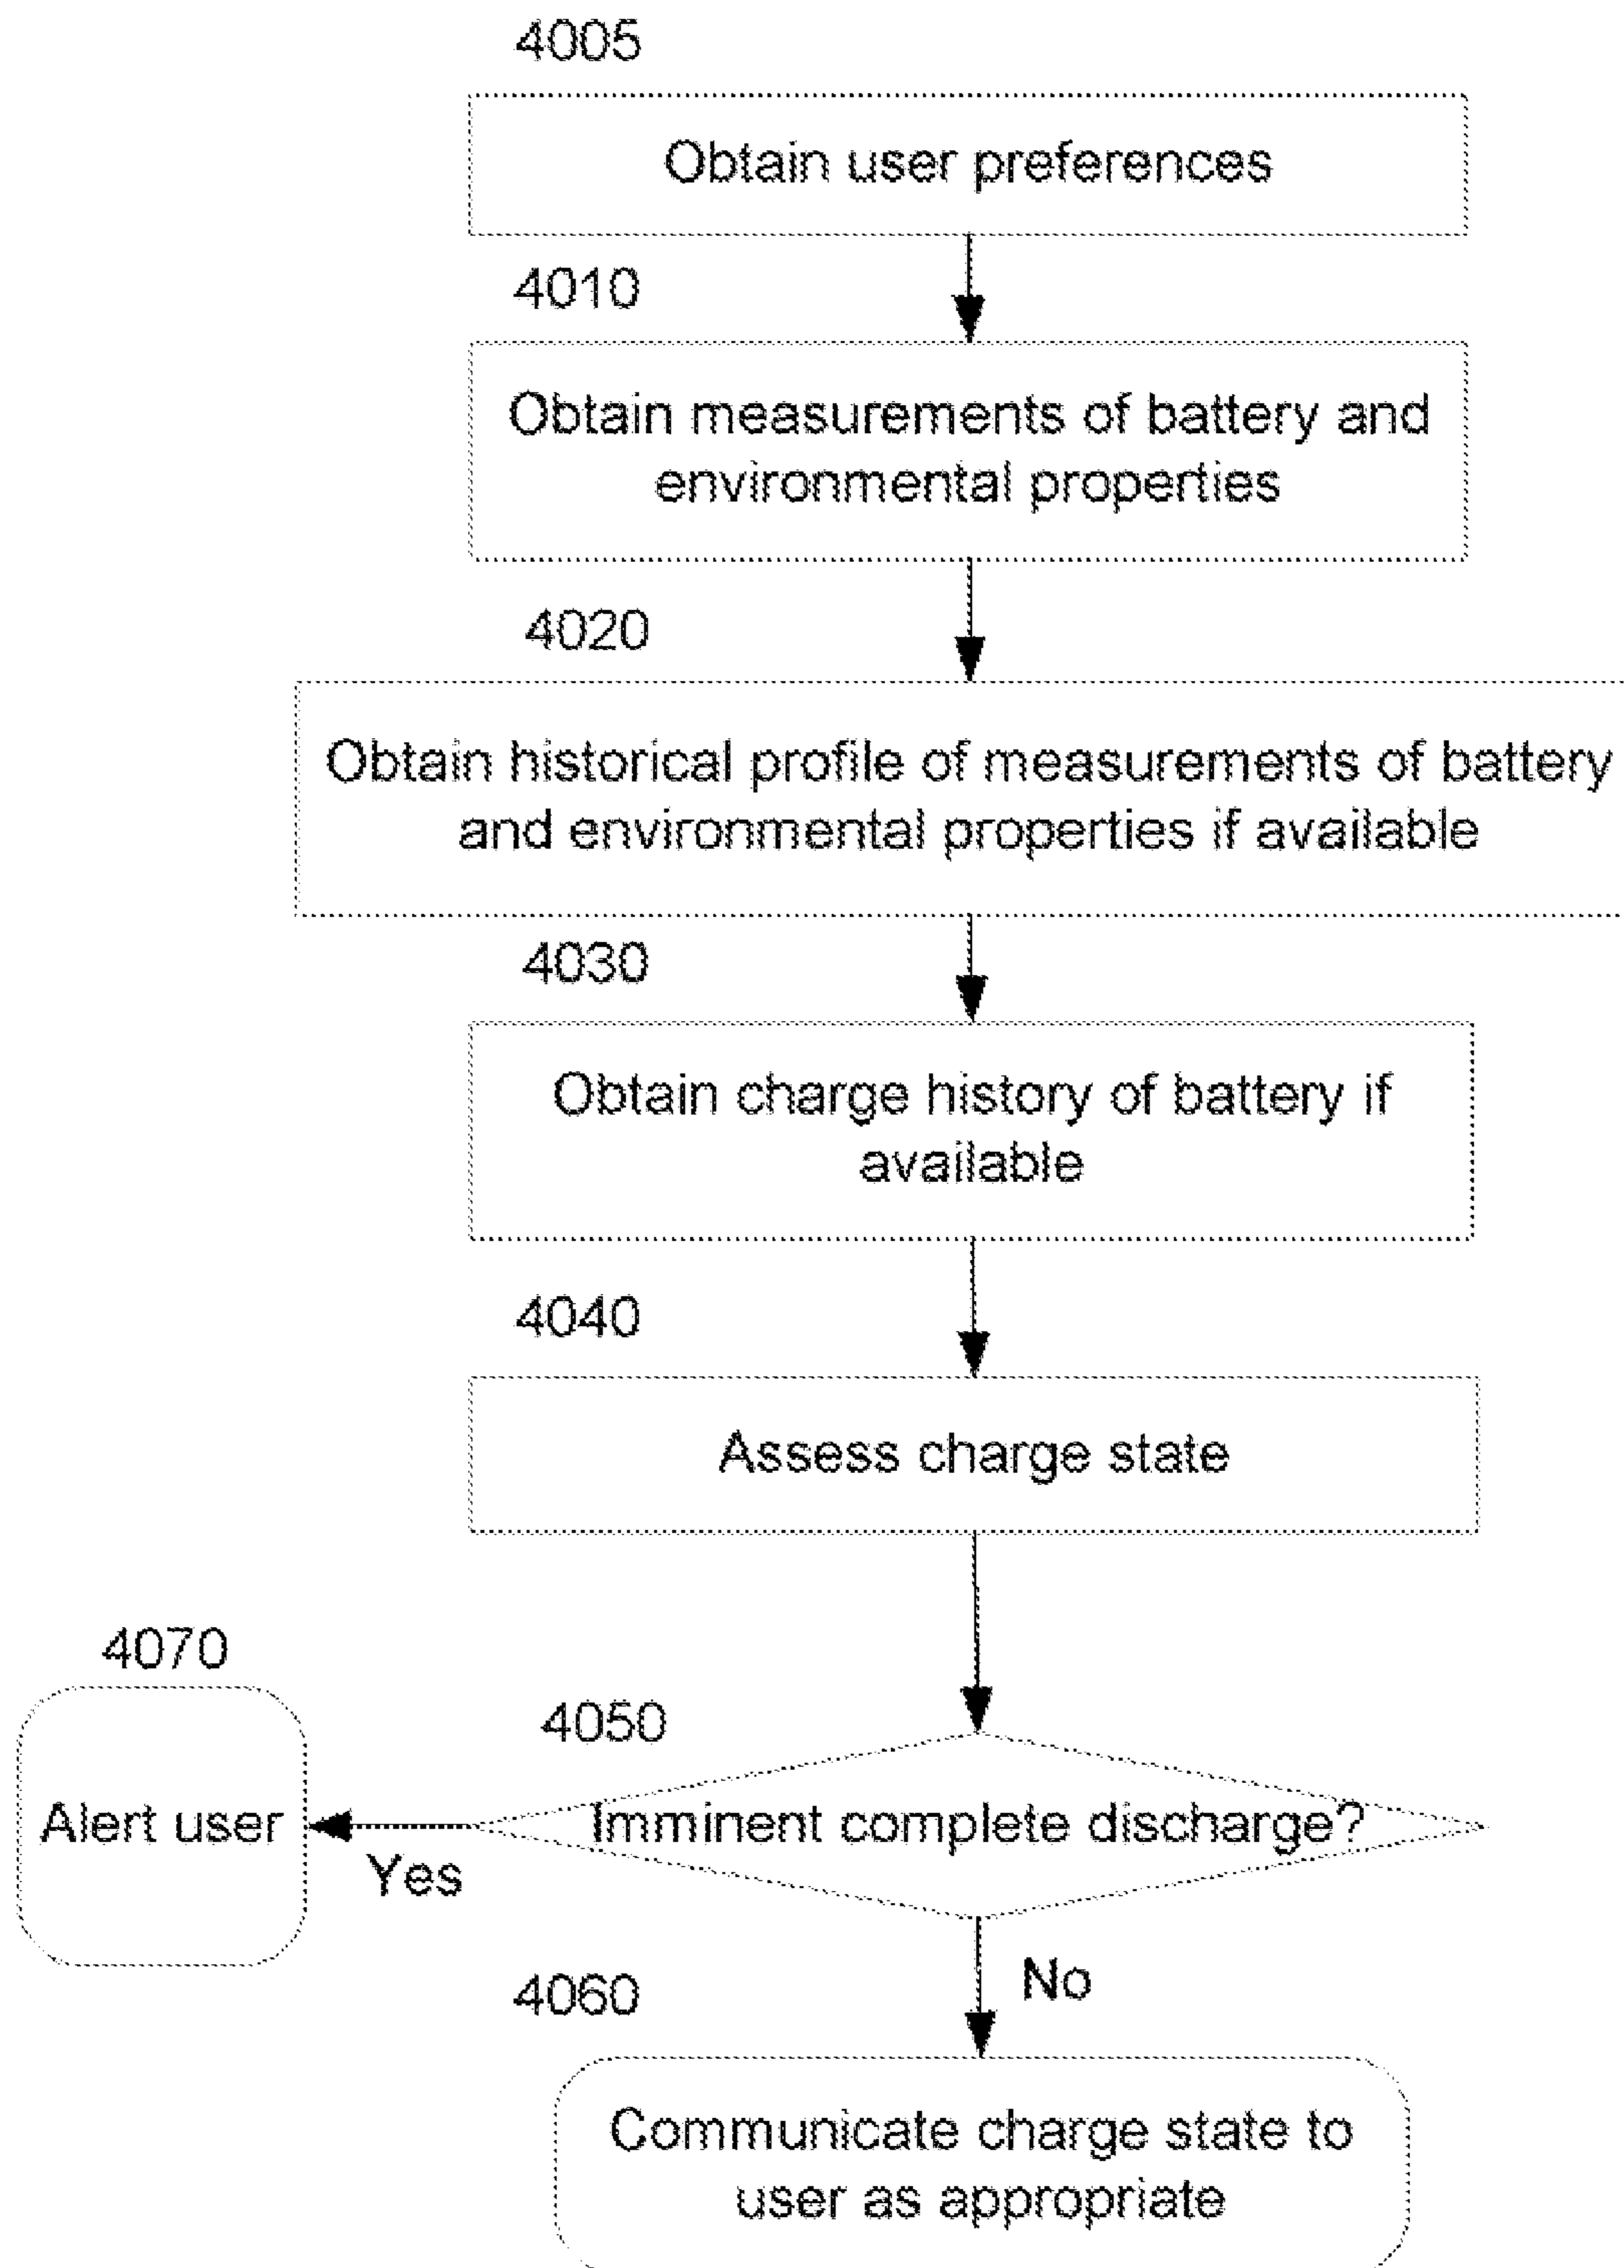 4005
Obtain user preferences
4010
Obtain measurements of battery and
environmental properties
4020
Obtain historical profile of measurements of battery
and environmental properties if available
4030
Obtain charge history of battery if
available
4040
Assess charge state
4070
Alert user
4050
Imminent complete discharge?
Yes
No
4060
Communicate charge state to
user as appropriate